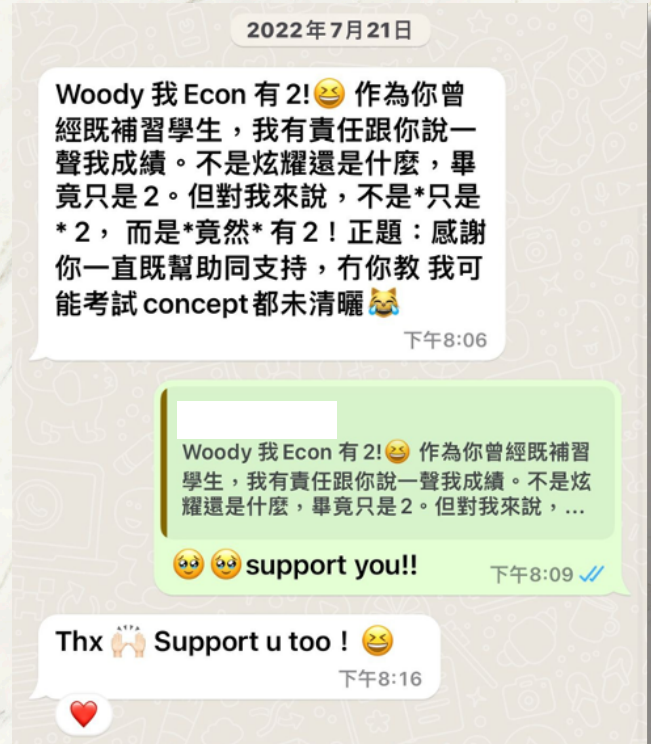 2022年7月21日
Woody 我 Econ 有 2!😆 作為你曾
經既補習學生，我有責任跟你說一
聲我成績。不是炫耀還是什麼，畢
竟只是 2。但對我來說，不是*只是
* 2， 而是*竟然* 有 2！正題：感謝
你一直既幫助同支持，冇你教 我可
能考試 concept 都未清曬😹
下午8:06
Woody 我 Econ 有 2!😆 作為你曾經既補習
學生，我有責任跟你說一聲我成績。不是炫
耀還是什麼，畢竟只是 2。但對我來說，...
🥹 🥹 support you!!
下午8:09
Thx 🙌🏻 Support u too！ 😆
下午8:16
❤️